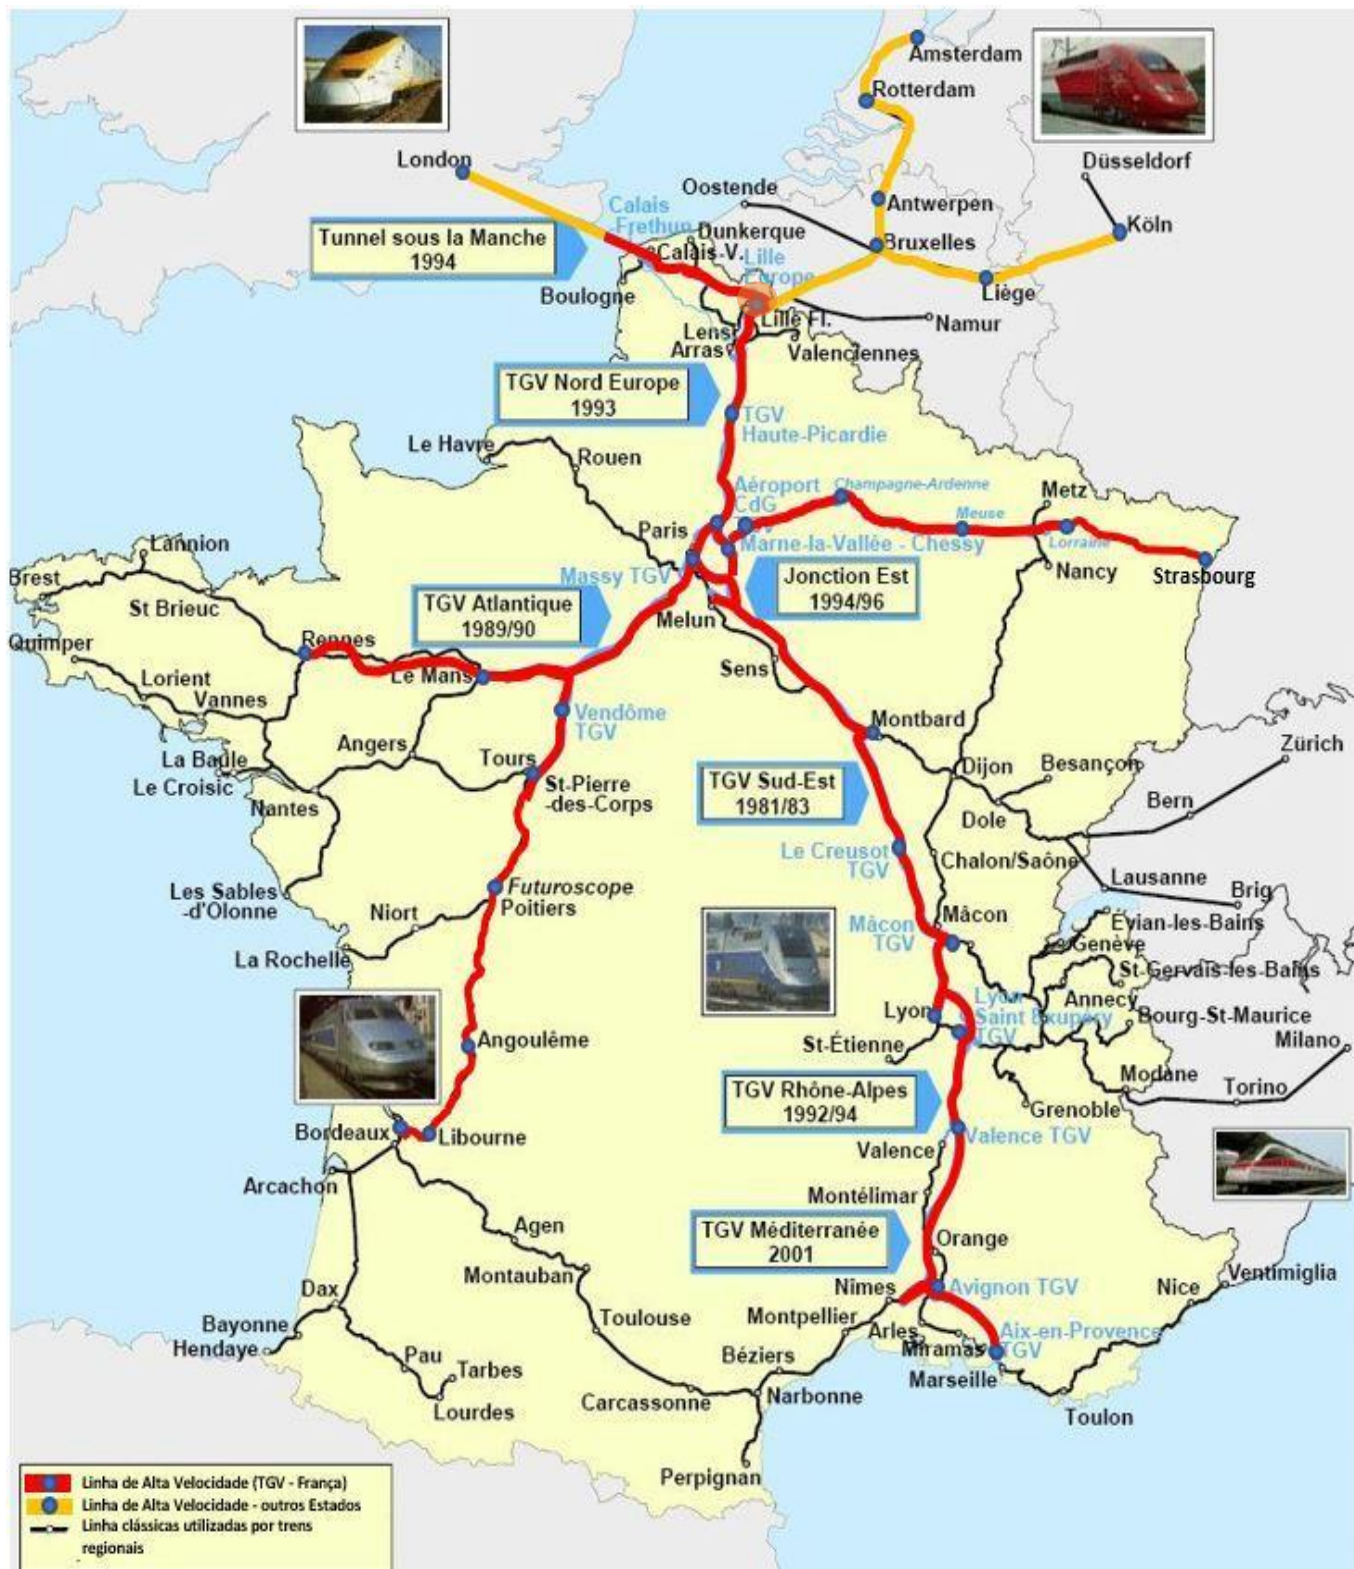 Amsterdam
Rotterdam
London
Düsseldorf
Oostende
Calais
-Frethun
Antwerpen
Köln
Tunnel sous la Manche
1994
Dunkerque
Bruxelles
Calais-V.
Lille
Europe
Boulogne
Liège
Lille Fl.
Namur
Lens
Arras
Valenciennes
TGV Nord Europe
1993
TGV
Haute-Picardie
Le Havre
Rouen
Aéroport
CdG
TGV
Champagne-Ardenne
Metz
Paris
Meuse
Lorraine
Lannion
Marne-la-Vallée - Chessy
Brest
Massy TGV
Jonction Est
1994/96
Nancy
Strasbourg
St Brieuc
TGV Atlantique
1989/90
Melun
Quimper
Rennes
Le Mans
Sens
Lorient
Vannes
Vendôme
TGV
Montbard
La Baule
Angers
Tours
Zürich
Le Croisic
St-Pierre
-des-Corps
TGV Sud-Est
1981/83
Dijon
Besançon
Nantes
Dole
Bern
Le Creusot
TGV
Chalon/Saône
Les Sables
-d'Olonne
Futuroscope
Poitiers
Lausanne
Brig
Niort
Mâcon
TGV
Mâcon
Évian-les-Bains
Genève
La Rochelle
St-Gervais-les-Bains
Lyon
Lyon
Saint Exupéry
TGV
Annecy
Bourg-St-Maurice
Angoulême
St-Étienne
Milano
Modane
Torino
TGV Rhône-Alpes
1992/94
Grenoble
Bordeaux
Libourne
Valence TGV
Valence
Arcachon
Montélimar
Agen
TGV Méditerranée
2001
Orange
Montauban
Ventimiglia
Dax
Nîmes
Avignon TGV
Nice
Bayonne
Toulouse
Montpellier
Hendaye
Arles
Aix-en-Provence
TGV
Miramas
Pau
Tarbes
Béziers
Marseille
Lourdes
Carcassonne
Narbonne
Toulon
Perpignan
Linha de Alta Velocidade (TGV - França)
Linha de Alta Velocidade - outros Estados
Linha clássicas utilizadas por trens
regionais